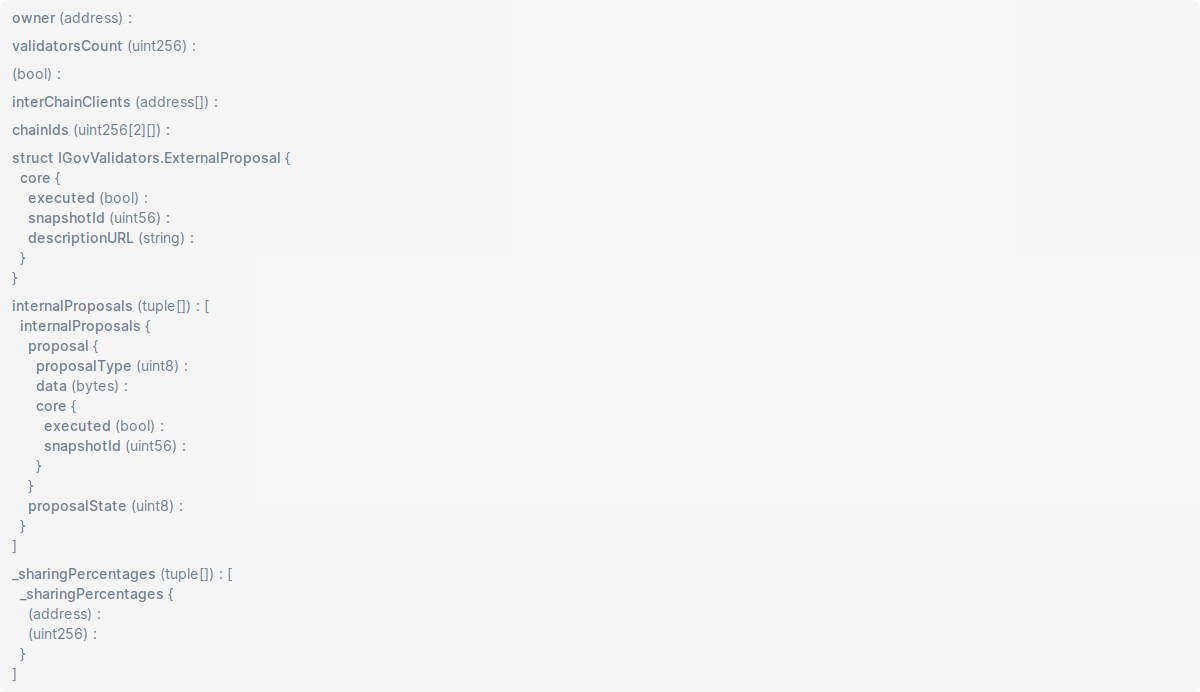 owner (address) :
validatorsCount (uint256) :
(bool) :
interChainClients (address[]) :
chainIds (uint256[2][]) :
struct IGovValidators.ExternalProposal {
core {
executed (bool) :
snapshotId (uint56) :
descriptionURL (string) :
}
}
internalProposals (tuple[]) : [
internalProposals {
proposal {
proposalType (uint8) :
data (bytes) :
core {
executed (bool) :
snapshotId (uint56) :
}
}
proposalState (uint8) :
}
]
_sharingPercentages (tuple[]) : [
_sharingPercentages {
(address) :
(uint256) :
}
]